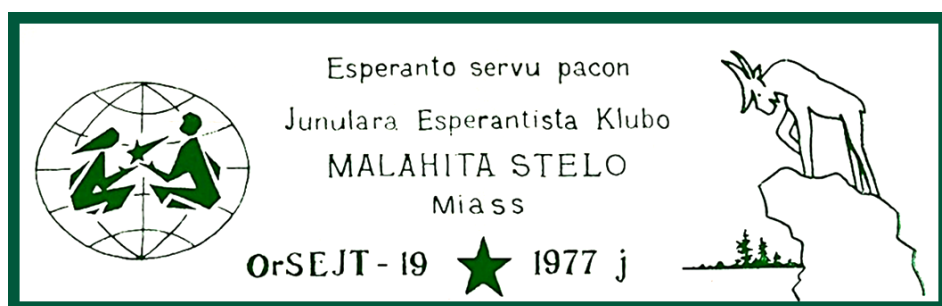 Esperanto servu pacon
Junulara Esperantista Klubo
MALAHITA STELO
Miass
OrSEJT - 19 1977 j